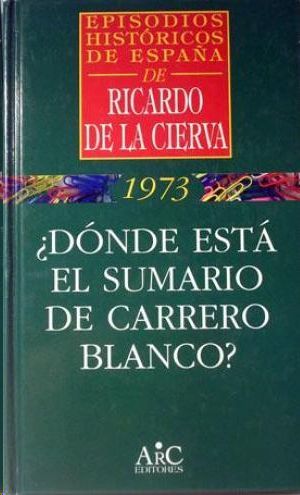 EPISODIOS
HISTÓRICOS
DE ESPAÑA
DE
RICARDO
DE LA CIERVA
1973
¿DÓNDE ESTÁ
EL SUMARIO
DE CARRERO
BLANCO?
ARC
EDITORES